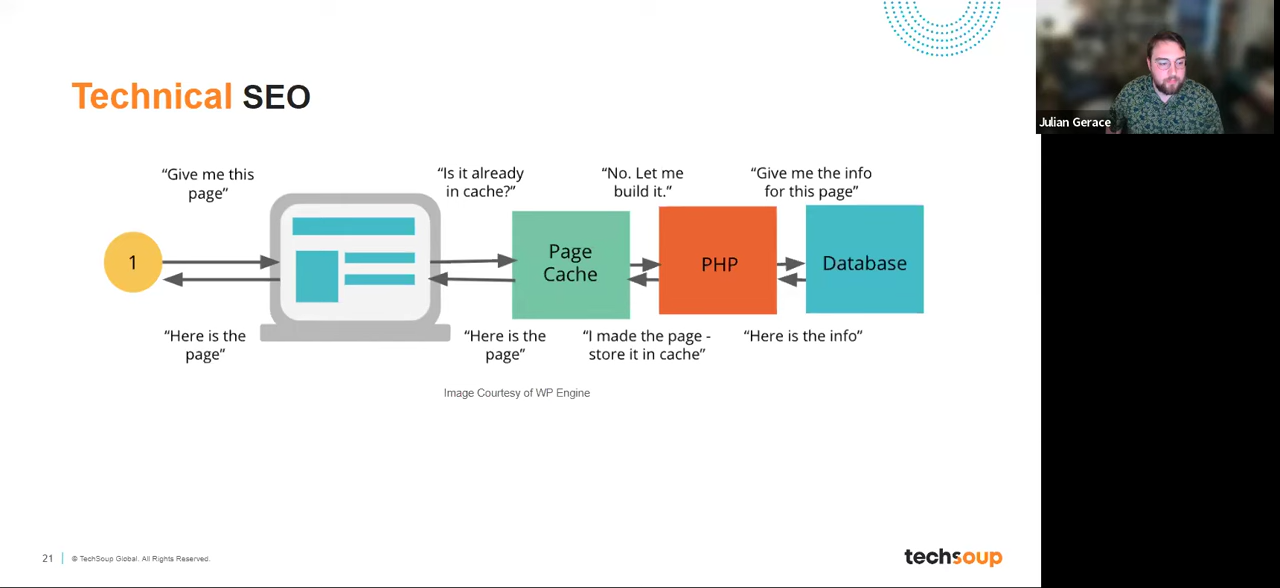 Technical SEO
Julian Gerace
“Give me this
page”
“Is it already
in cache?”
“No. Let me
build it.”
“Give me the info
for this page”
1
Page
Cache
PHP
Database
“Here is the
page”
“Here is the
page”
“I made the page -
store it in cache”
“Here is the info”
Image Courtesy of WP Engine
21
© TechSoup Global. All Rights Reserved.
techsoup